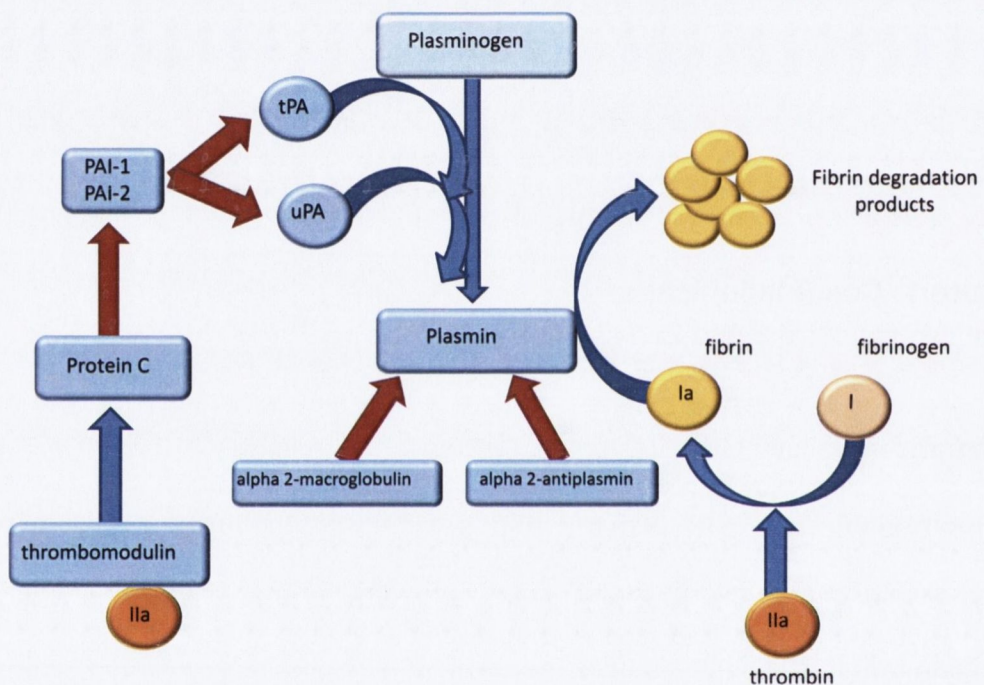 Plasminogen
tPA
PAI-1
PAI-2
uPA
Fibrin degradation
products
Plasmin
Protein C
fibrin
fibrinogen
Ia
I
alpha 2-macroglobulin
alpha 2-antiplasmin
thrombomodulin
IIa
IIa
thrombin